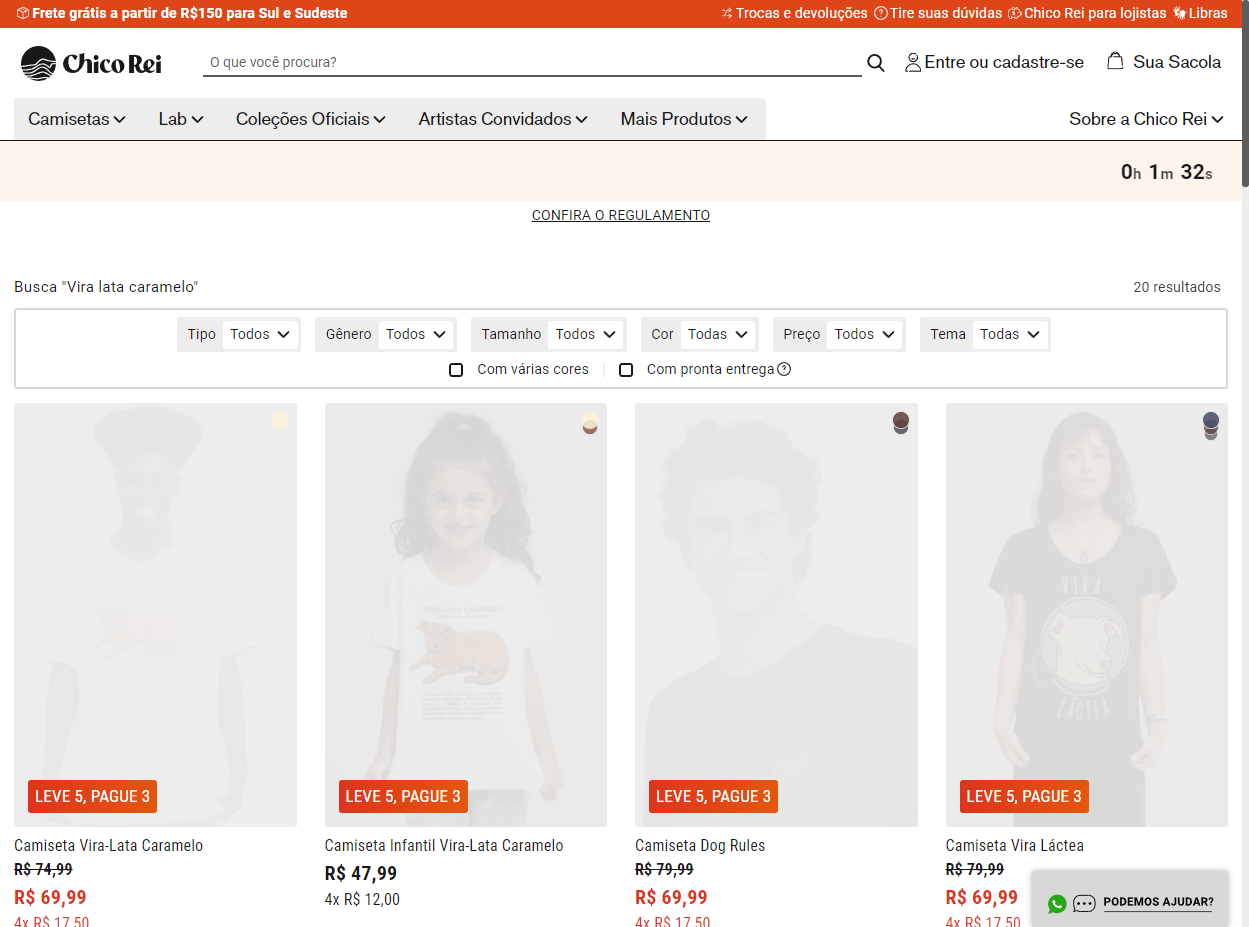 Frete grátis a partir de R$150 para Sul e Sudeste
Trocas e devoluções Tire suas dúvidas Chico Rei para lojistas Libras
Chico Rei
O que você procura?
Entre ou cadastre-se
Sua Sacola
Camisetas Lab Coleções Oficiais Artistas Convidados Mais Produtos
Sobre a Chico Rei
0h 1m 32s
CONFIRA O REGULAMENTO
Busca "Vira lata caramelo"
20 resultados
Tipo Todos Gênero Todos Tamanho Todos Cor Todas Preço Todos Tema Todas
Com várias cores Com pronta entrega
VIRA-LATA CARAMELO
VIRA
LÁCTEA
LEVE 5, PAGUE 3
LEVE 5, PAGUE 3
LEVE 5, PAGUE 3
LEVE 5, PAGUE 3
Camiseta Vira-Lata Caramelo
R$ 74,99
R$ 69,99
4x R$ 17,50
Camiseta Infantil Vira-Lata Caramelo
R$ 47,99
4x R$ 12,00
Camiseta Dog Rules
R$ 79,99
R$ 69,99
4x R$ 17,50
Camiseta Vira Láctea
R$ 79,99
R$ 69,99
4x R$ 17,50
PODEMOS AJUDAR?